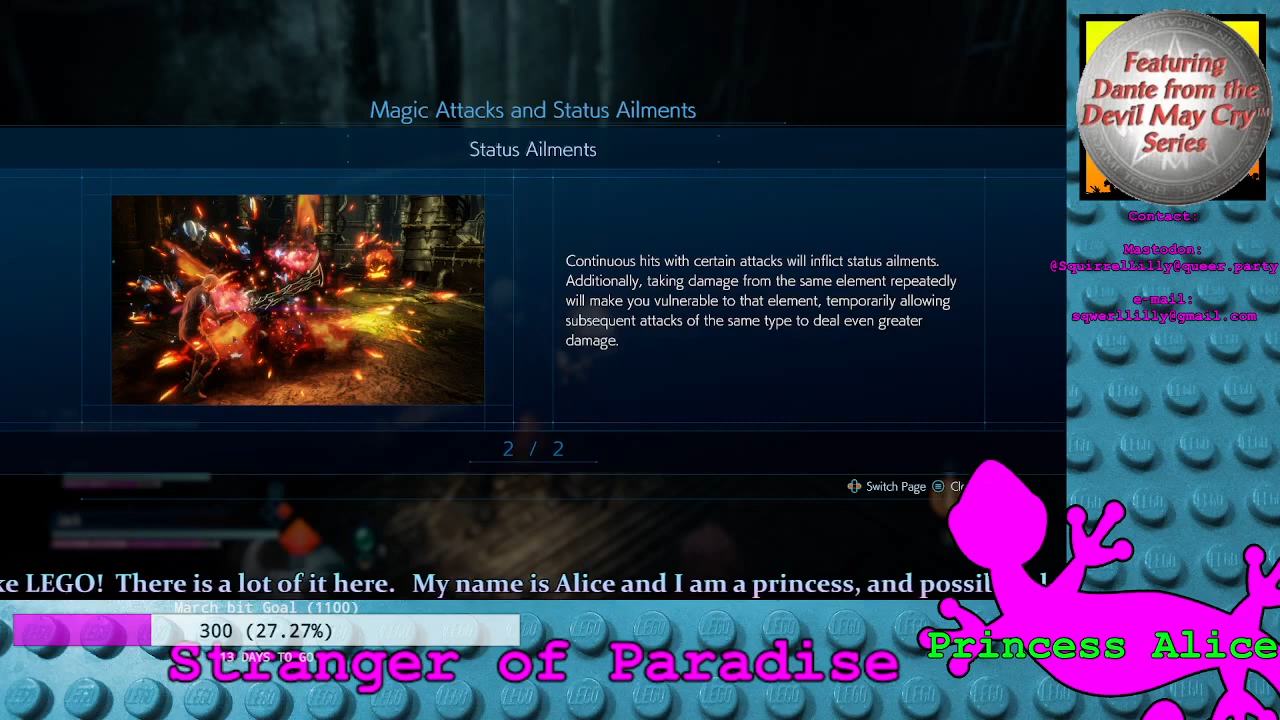 Magic Attacks and Status Ailments
Status Ailments
Continuous hits with certain attacks will inflict status ailments.
Additionally, taking damage from the same element repeatedly
will make you vulnerable to that element, temporarily allowing
subsequent attacks of the same type to deal even greater
damage.
2 / 2
Switch Page
Featuring
Dante from the
Devil May Cry™
Series
Contact:
Mastodon:
@SquirrelLilly@queer.party
e-mail:
sqwerllilly@gmail.com
ke LEGO! There is a lot of it here. My name is Alice and I am a princess, and possi
March bit Goal (1100)
300 (27.27%)
13 DAYS TO GO
Stranger of Paradise
Princess Alice